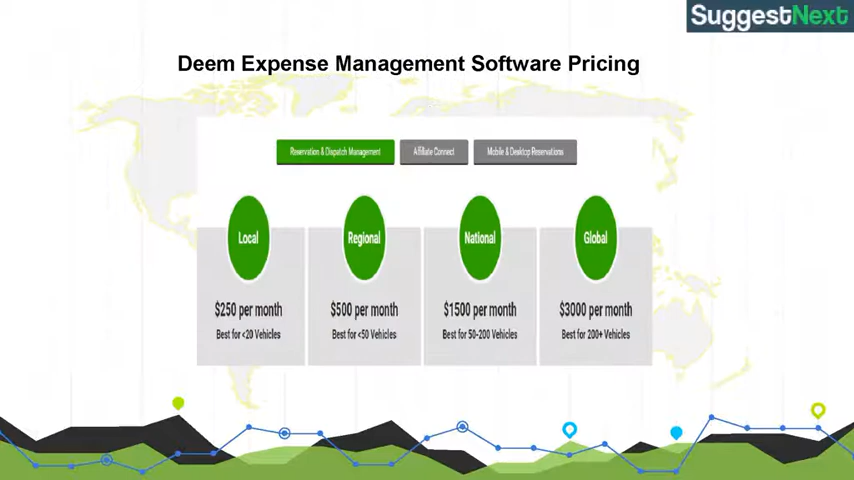 SuggestNext
Deem Expense Management Software Pricing
Reservation & Dispatch Management Affiliate Connect Mobile & Desktop Reservations
Local Regional National Global
$250 per month $500 per month $1500 per month $3000 per month
Best for <20 Vehicles Best for <50 Vehicles Best for 50-200 Vehicles Best for 200+ Vehicles